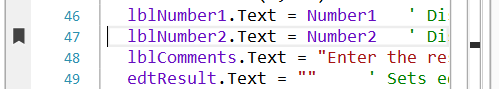 46 lblNumber1.Text = Number1 ' Di
47 lblNumber2.Text = Number2 ' Di
48 lblComments.Text = "Enter the re
49 edtResult.Text = "" ' Sets e